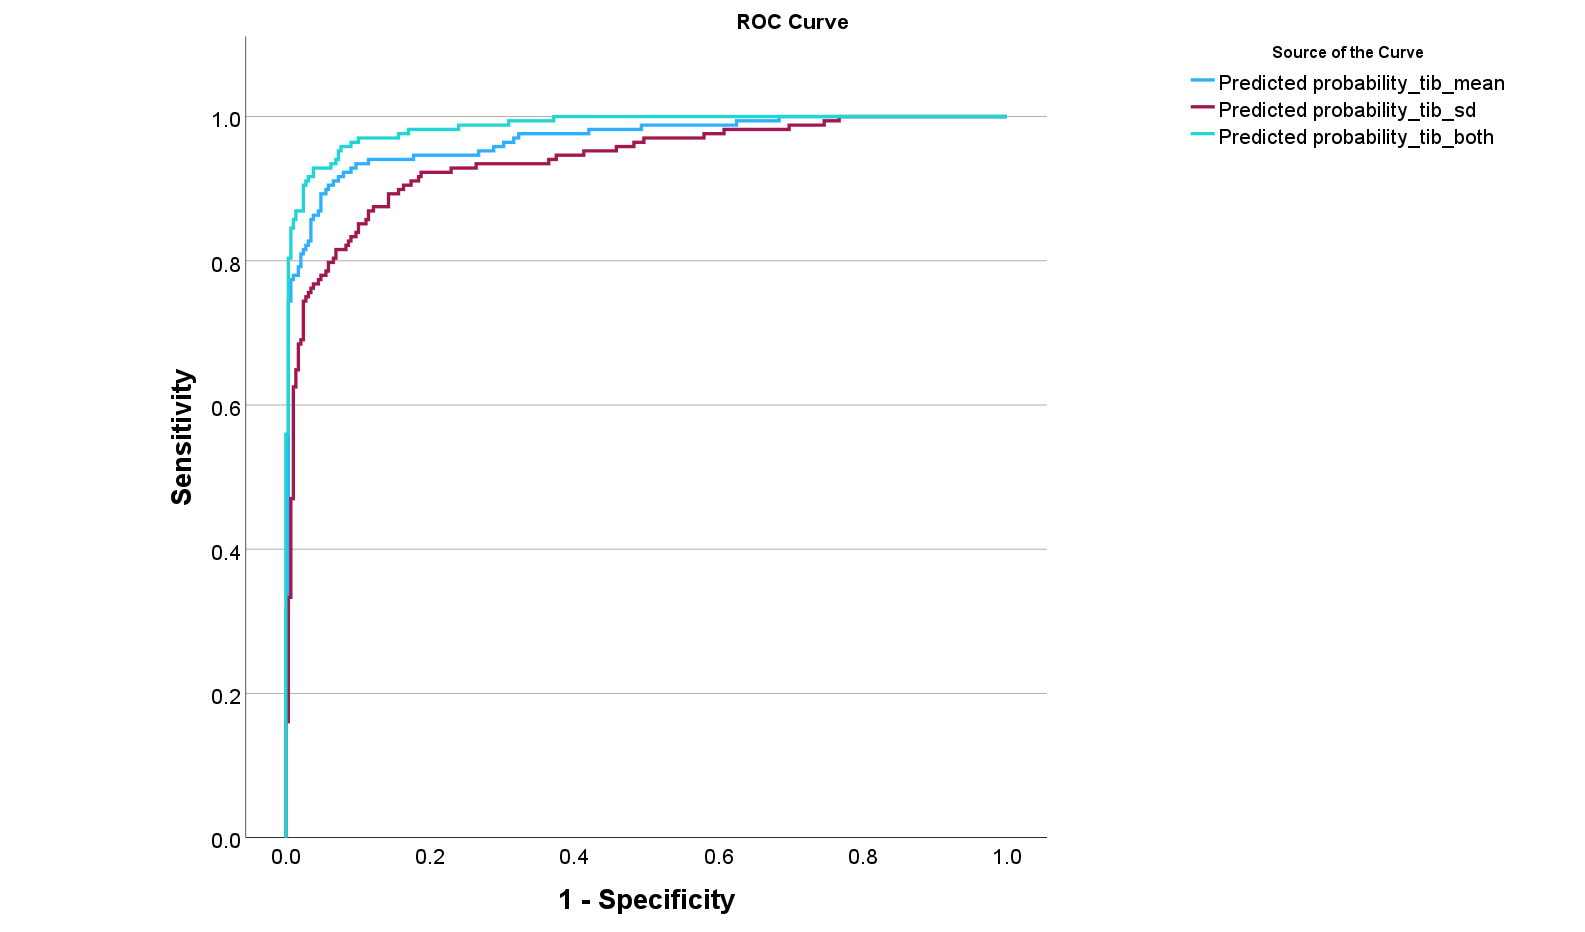 ROC Curve
Source of the Curve
Predicted probability_tib_mean
Predicted probability_tib_sd
Predicted probability_tib_both
Sensitivity
1.0
0.8
0.6
0.4
0.2
0.0
0.0 0.2 0.4 0.6 0.8 1.0
1 - Specificity